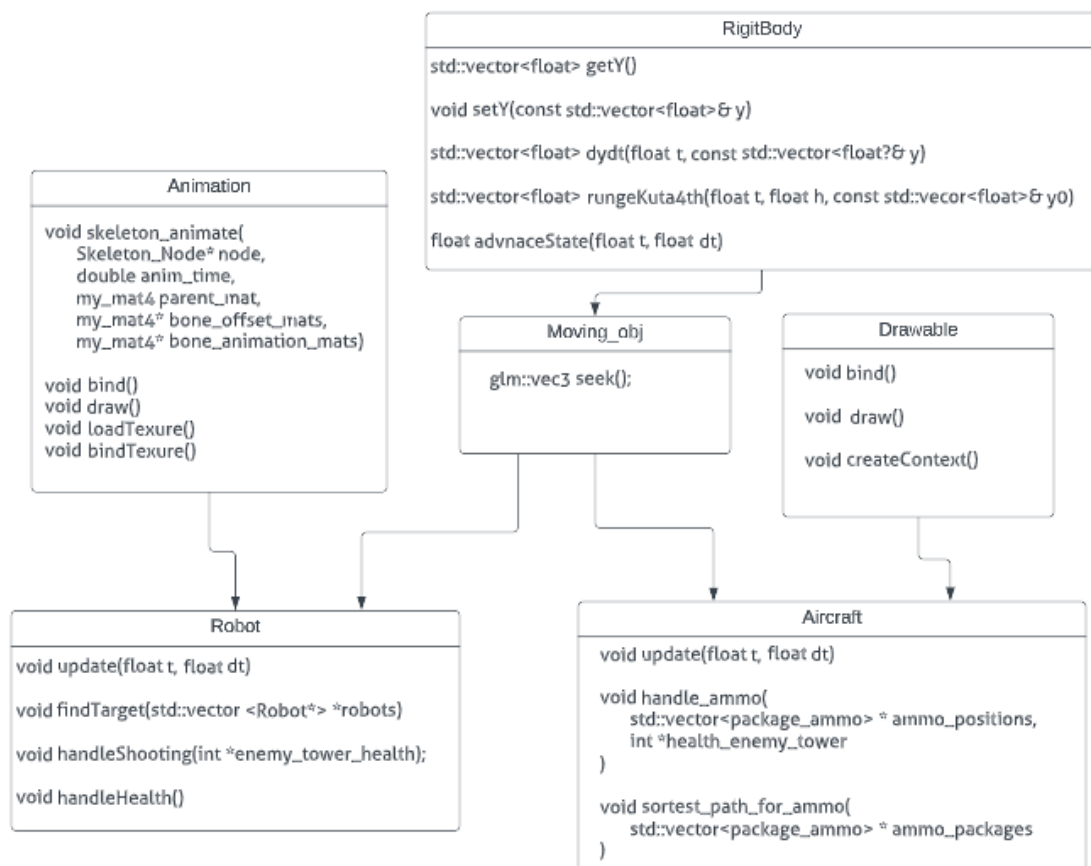 RigitBody
std::vector<float> getY()
void setY(const std::vector<float>& y)
std::vector<float> dydt(float t, const std::vector<float?& y)
std::vector<float> rungeKuta4th(float t, float h, const std::vecor<float>& y0)
float advnaceState(float t, float dt)
Animation
void skeleton_animate(
Skeleton_Node* node,
double anim_time,
my_mat4 parent_mat,
my_mat4* bone_offset_mats,
my_mat4* bone_animation_mats)
void bind()
void draw()
void loadTexure()
void bindTexure()
Moving_obj
glm::vec3 seek();
Drawable
void bind()
void draw()
void createContext()
Robot
void update(float t, float dt)
void findTarget(std::vector <Robot*> *robots)
void handleShooting(int *enemy_tower_health);
void handleHealth()
Aircraft
void update(float t, float dt)
void handle_ammo(
std::vector<package_ammo> * ammo_positions,
int *health_enemy_tower
)
void sortest_path_for_ammo(
std::vector<package_ammo> * ammo_packages
)